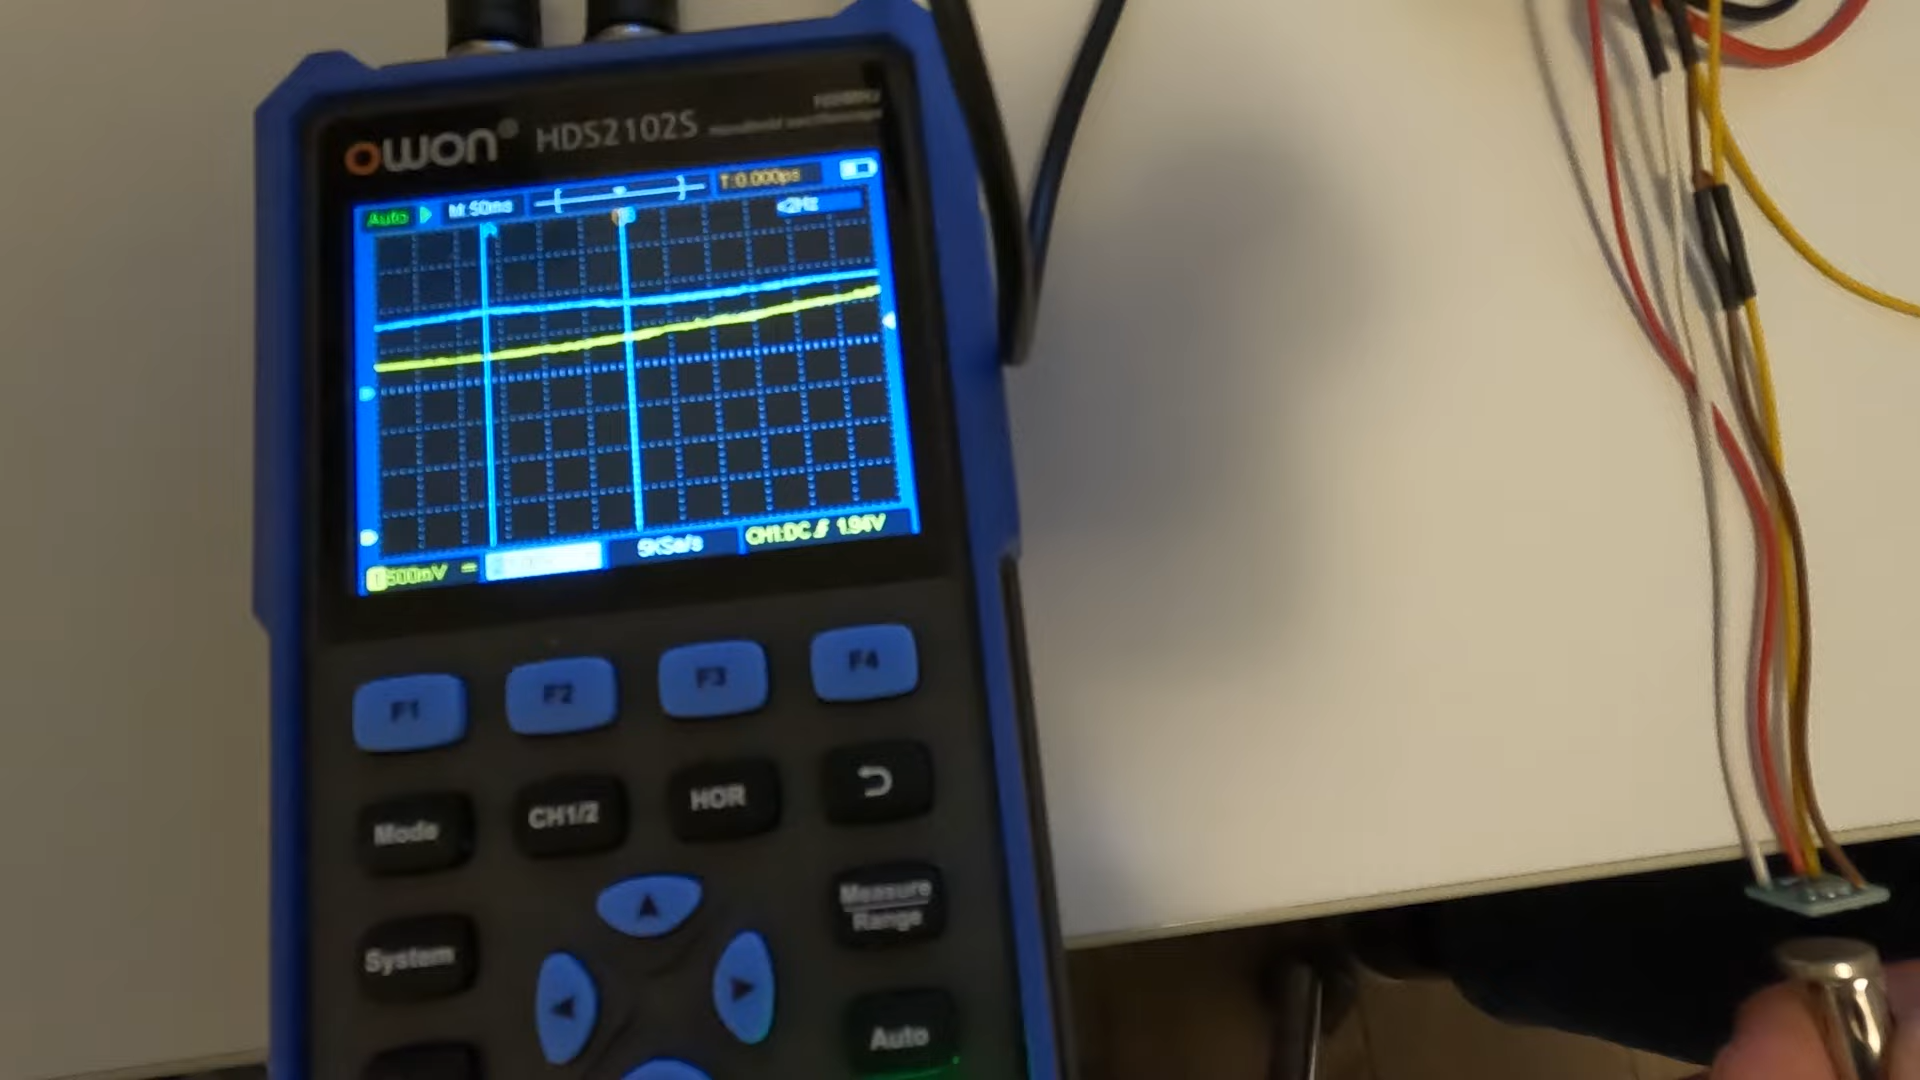 owon® HDS2102S
Auto M:50ms T:0.000ps
<2Hz
1 500mV 5KSa/s CH1:DC 1.94V
F1 F2 F3 F4
Mode CH1/2 HOR
System Measure
Range
Auto